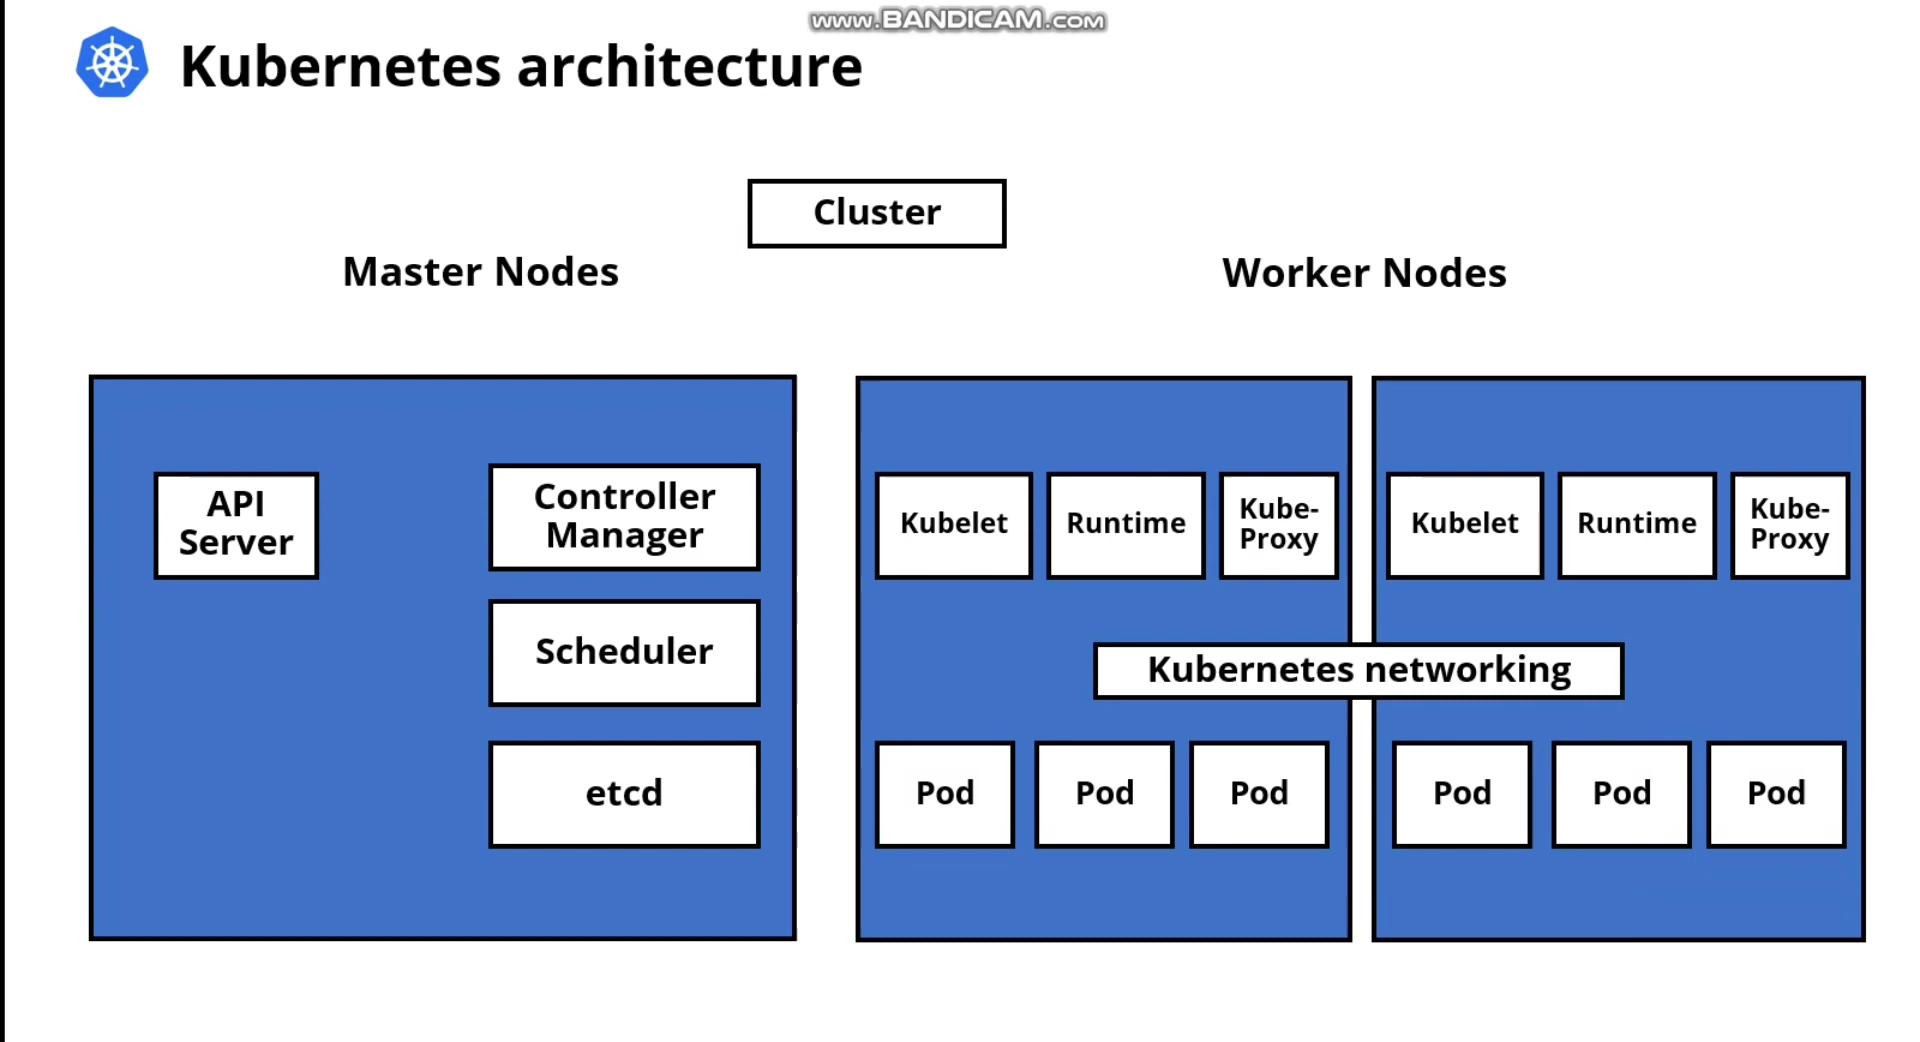 www.BANDICAM.com
Kubernetes architecture
Cluster
Master Nodes
Worker Nodes
API
Server
Controller
Manager
Scheduler
etcd
Kubelet
Runtime
Kube-
Proxy
Kubelet
Runtime
Kube-
Proxy
Kubernetes networking
Pod
Pod
Pod
Pod
Pod
Pod